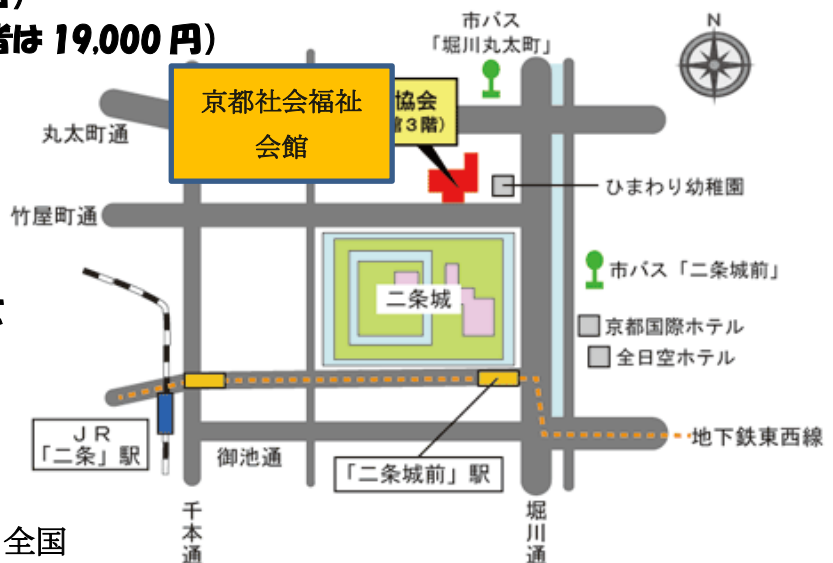 者は 19,000 円）
市バス
「堀川丸太町」
N
京都社会福祉
会館
協会
館３階）
丸太町通
ひまわり幼稚園
竹屋町通
市バス「二条城前」
二条城
京都国際ホテル
全日空ホテル
ＪＲ
「二条」駅
御池通
「二条城前」駅
地下鉄東西線
千本通
堀川通
全国